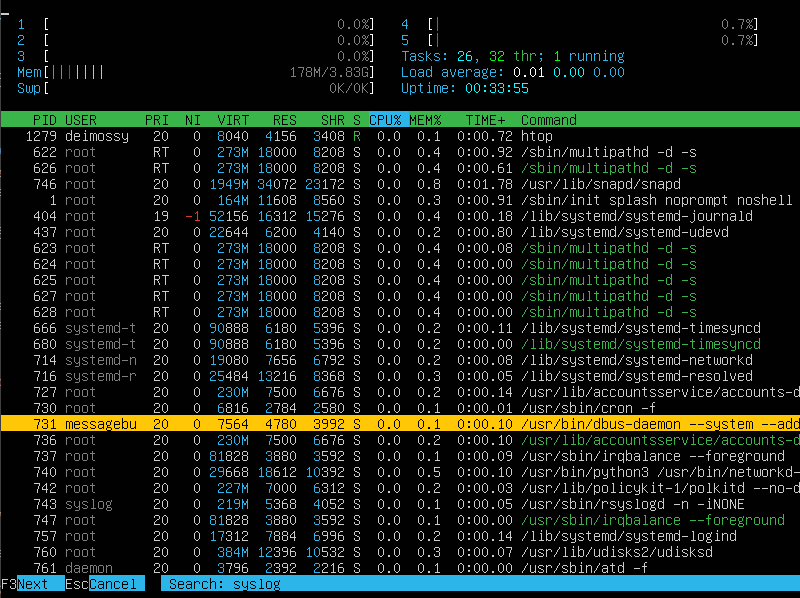 1 [ 0.0%] 4 [| 0.7%]
2 [ 0.0%] 5 [| 0.7%]
3 [ 0.0%] Tasks: 26, 32 thr; 1 running
Mem[||||||| 178M/3.83G] Load average: 0.01 0.00 0.00
Swp[ 0K/0K] Uptime: 00:33:55
PID USER PRI NI VIRT RES SHR S CPU% MEM% TIME+ Command
1279 deimossy 20 0 8040 4156 3408 R 0.0 0.1 0:00.72 htop
622 root RT 0 273M 18000 8208 S 0.0 0.4 0:00.92 /sbin/multipathd -d -s
626 root RT 0 273M 18000 8208 S 0.0 0.4 0:00.61 /sbin/multipathd -d -s
746 root 20 0 1949M 34072 23172 S 0.0 0.8 0:01.78 /usr/lib/snapd/snapd
1 root 20 0 164M 11608 8560 S 0.0 0.3 0:00.91 /sbin/init splash noprompt noshell
404 root 19 -1 52156 16312 15276 S 0.0 0.4 0:00.18 /lib/systemd/systemd-journald
437 root 20 0 22644 6200 4140 S 0.0 0.2 0:00.80 /lib/systemd/systemd-udevd
623 root RT 0 273M 18000 8208 S 0.0 0.4 0:00.08 /sbin/multipathd -d -s
624 root RT 0 273M 18000 8208 S 0.0 0.4 0:00.00 /sbin/multipathd -d -s
625 root RT 0 273M 18000 8208 S 0.0 0.4 0:00.00 /sbin/multipathd -d -s
627 root RT 0 273M 18000 8208 S 0.0 0.4 0:00.00 /sbin/multipathd -d -s
628 root RT 0 273M 18000 8208 S 0.0 0.4 0:00.00 /sbin/multipathd -d -s
666 systemd-t 20 0 90888 6180 5396 S 0.0 0.2 0:00.11 /lib/systemd/systemd-timesyncd
680 systemd-t 20 0 90888 6180 5396 S 0.0 0.2 0:00.00 /lib/systemd/systemd-timesyncd
714 systemd-n 20 0 19080 7656 6792 S 0.0 0.2 0:00.08 /lib/systemd/systemd-networkd
716 systemd-r 20 0 25484 13216 8368 S 0.0 0.3 0:00.05 /lib/systemd/systemd-resolved
727 root 20 0 230M 7500 6676 S 0.0 0.2 0:00.14 /usr/lib/accountsservice/accounts-d
730 root 20 0 6816 2784 2580 S 0.0 0.1 0:00.01 /usr/sbin/cron -f
731 messagebu 20 0 7564 4780 3992 S 0.0 0.1 0:00.10 /usr/bin/dbus-daemon --system --add
736 root 20 0 230M 7500 6676 S 0.0 0.2 0:00.10 /usr/lib/accountsservice/accounts-d
737 root 20 0 81828 3880 3592 S 0.0 0.1 0:00.09 /usr/sbin/irqbalance --foreground
740 root 20 0 29668 18612 10392 S 0.0 0.5 0:00.10 /usr/bin/python3 /usr/bin/networkd-
742 root 20 0 227M 7000 6312 S 0.0 0.2 0:00.03 /usr/lib/policykit-1/polkitd --no-d
743 syslog 20 0 219M 5368 4052 S 0.0 0.1 0:00.05 /usr/sbin/rsyslogd -n -iNONE
747 root 20 0 81828 3880 3592 S 0.0 0.1 0:00.00 /usr/sbin/irqbalance --foreground
757 root 20 0 17312 7884 6996 S 0.0 0.2 0:00.14 /lib/systemd/systemd-logind
760 root 20 0 384M 12396 10532 S 0.0 0.3 0:00.07 /usr/lib/udisks2/udisksd
761 daemon 20 0 3796 2392 2216 S 0.0 0.1 0:00.00 /usr/sbin/atd -f
F3Next EscCancel Search: syslog